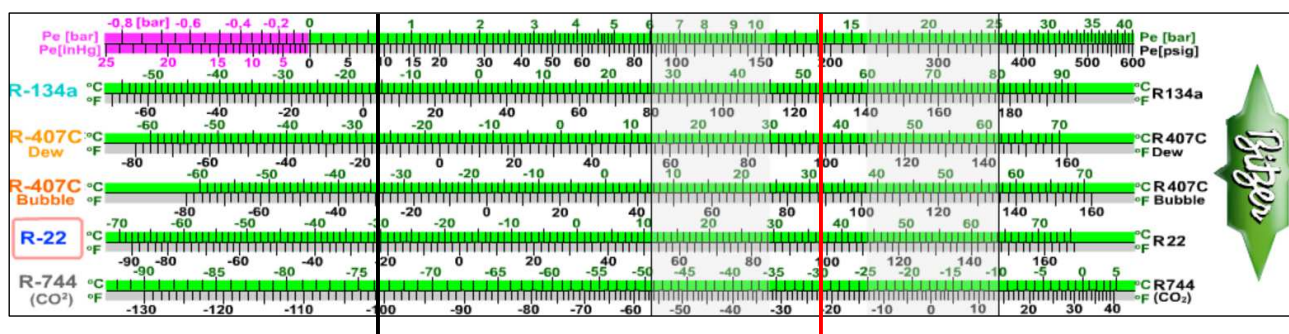 -0,8 [bar] -0,6 -0,4 -0,2 0 1 2 3 4 5 6 7 8 9 10 15 20 25 30 35 40
Pe [bar] Pe [bar]
Pe[inHg] Pe[psig]
25 20 15 10 5 0 5 10 15 20 30 40 50 60 80 100 150 200 300 400 500 600
-50 -40 -30 -20 -10 0 10 20 30 40 50 60 70 80 90
R-134a °C °C R134a
°F °F
-60 -40 -20 0 20 40 60 80 100 120 140 160 180
-60 -50 -40 -30 -20 -10 0 10 20 30 40 50 60 70
R-407C °C °C R407C
Dew °F °F Dew
-80 -60 -40 -20 0 20 40 60 80 100 120 140 160
-60 -50 -40 -30 -20 -10 0 10 20 30 40 50 60 70
R-407C °C °C R407C
Bubble °F °F Bubble
-80 -60 -40 -20 0 20 40 60 80 100 120 140 160
-70 -60 -50 -40 -30 -20 -10 0 10 20 30 40 50 60 70
R-22 °C °C R22
°F °F
-90 -80 -60 -40 -20 0 20 40 60 80 100 120 140 160
-90 -85 -80 -75 -70 -65 -60 -55 -50 -45 -40 -35 -30 -25 -20 -15 -10 -5 0 5
R-744 °C °C R744
(CO²) °F °F (CO₂)
-130 -120 -110 -100 -90 -80 -70 -60 -50 -40 -30 -20 -10 0 10 20 30 40
Bitzer